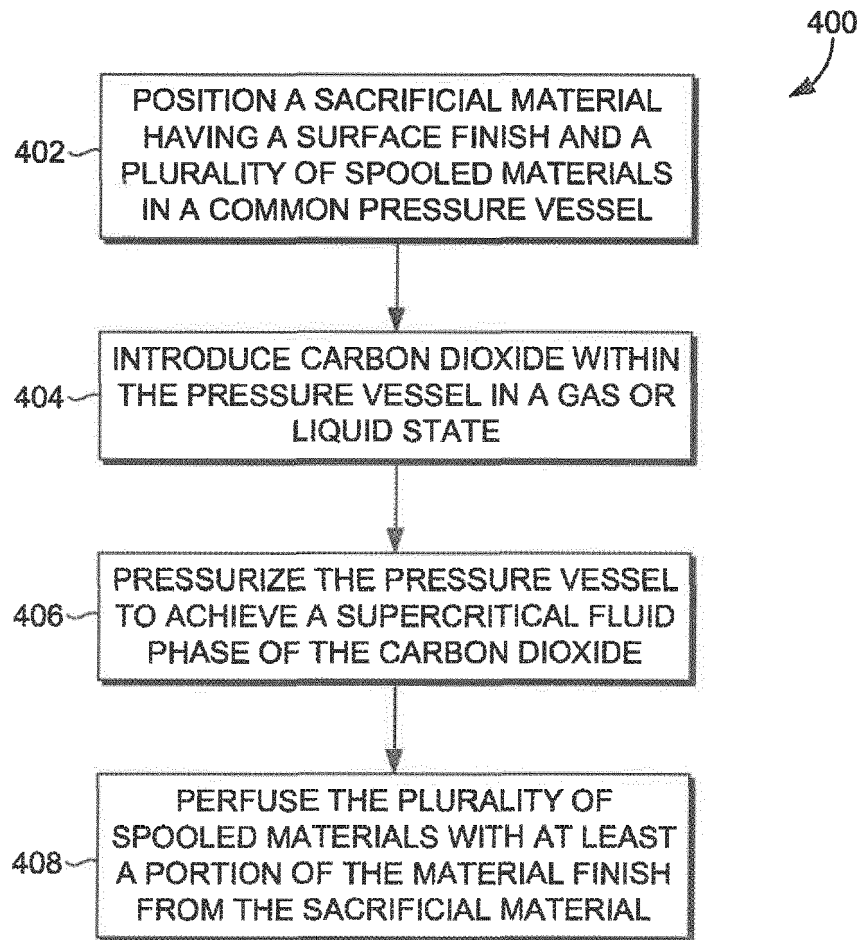 400
402
POSITION A SACRIFICIAL MATERIAL
HAVING A SURFACE FINISH AND A
PLURALITY OF SPOOLED MATERIALS
IN A COMMON PRESSURE VESSEL
404
INTRODUCE CARBON DIOXIDE WITHIN
THE PRESSURE VESSEL IN A GAS OR
LIQUID STATE
406
PRESSURIZE THE PRESSURE VESSEL
TO ACHIEVE A SUPERCRITICAL FLUID
PHASE OF THE CARBON DIOXIDE
408
PERFUSE THE PLURALITY OF
SPOOLED MATERIALS WITH AT LEAST
A PORTION OF THE MATERIAL FINISH
FROM THE SACRIFICIAL MATERIAL